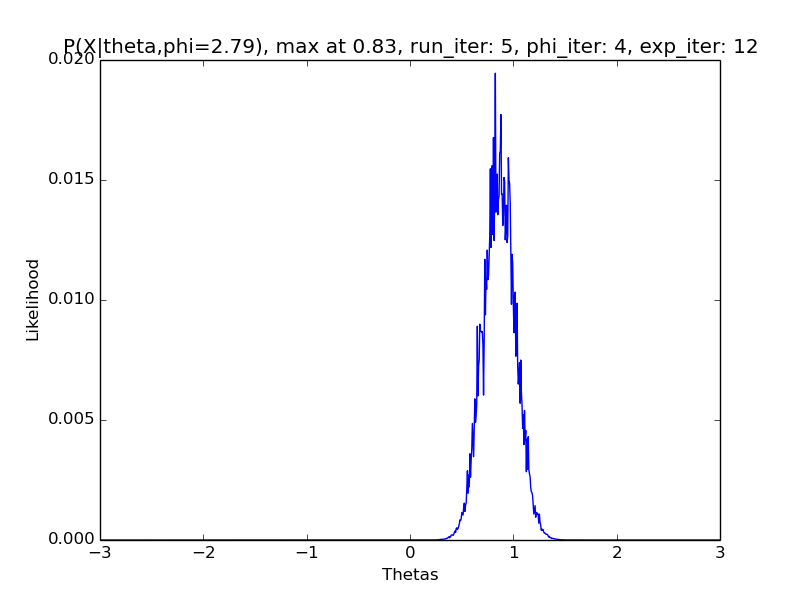 P(X|theta,phi=2.79), max at 0.83, run_iter: 5, phi_iter: 4, exp_iter: 12
0.020
0.015
0.010
0.005
0.000
Likelihood
−3 −2 −1 0 1 2 3
Thetas